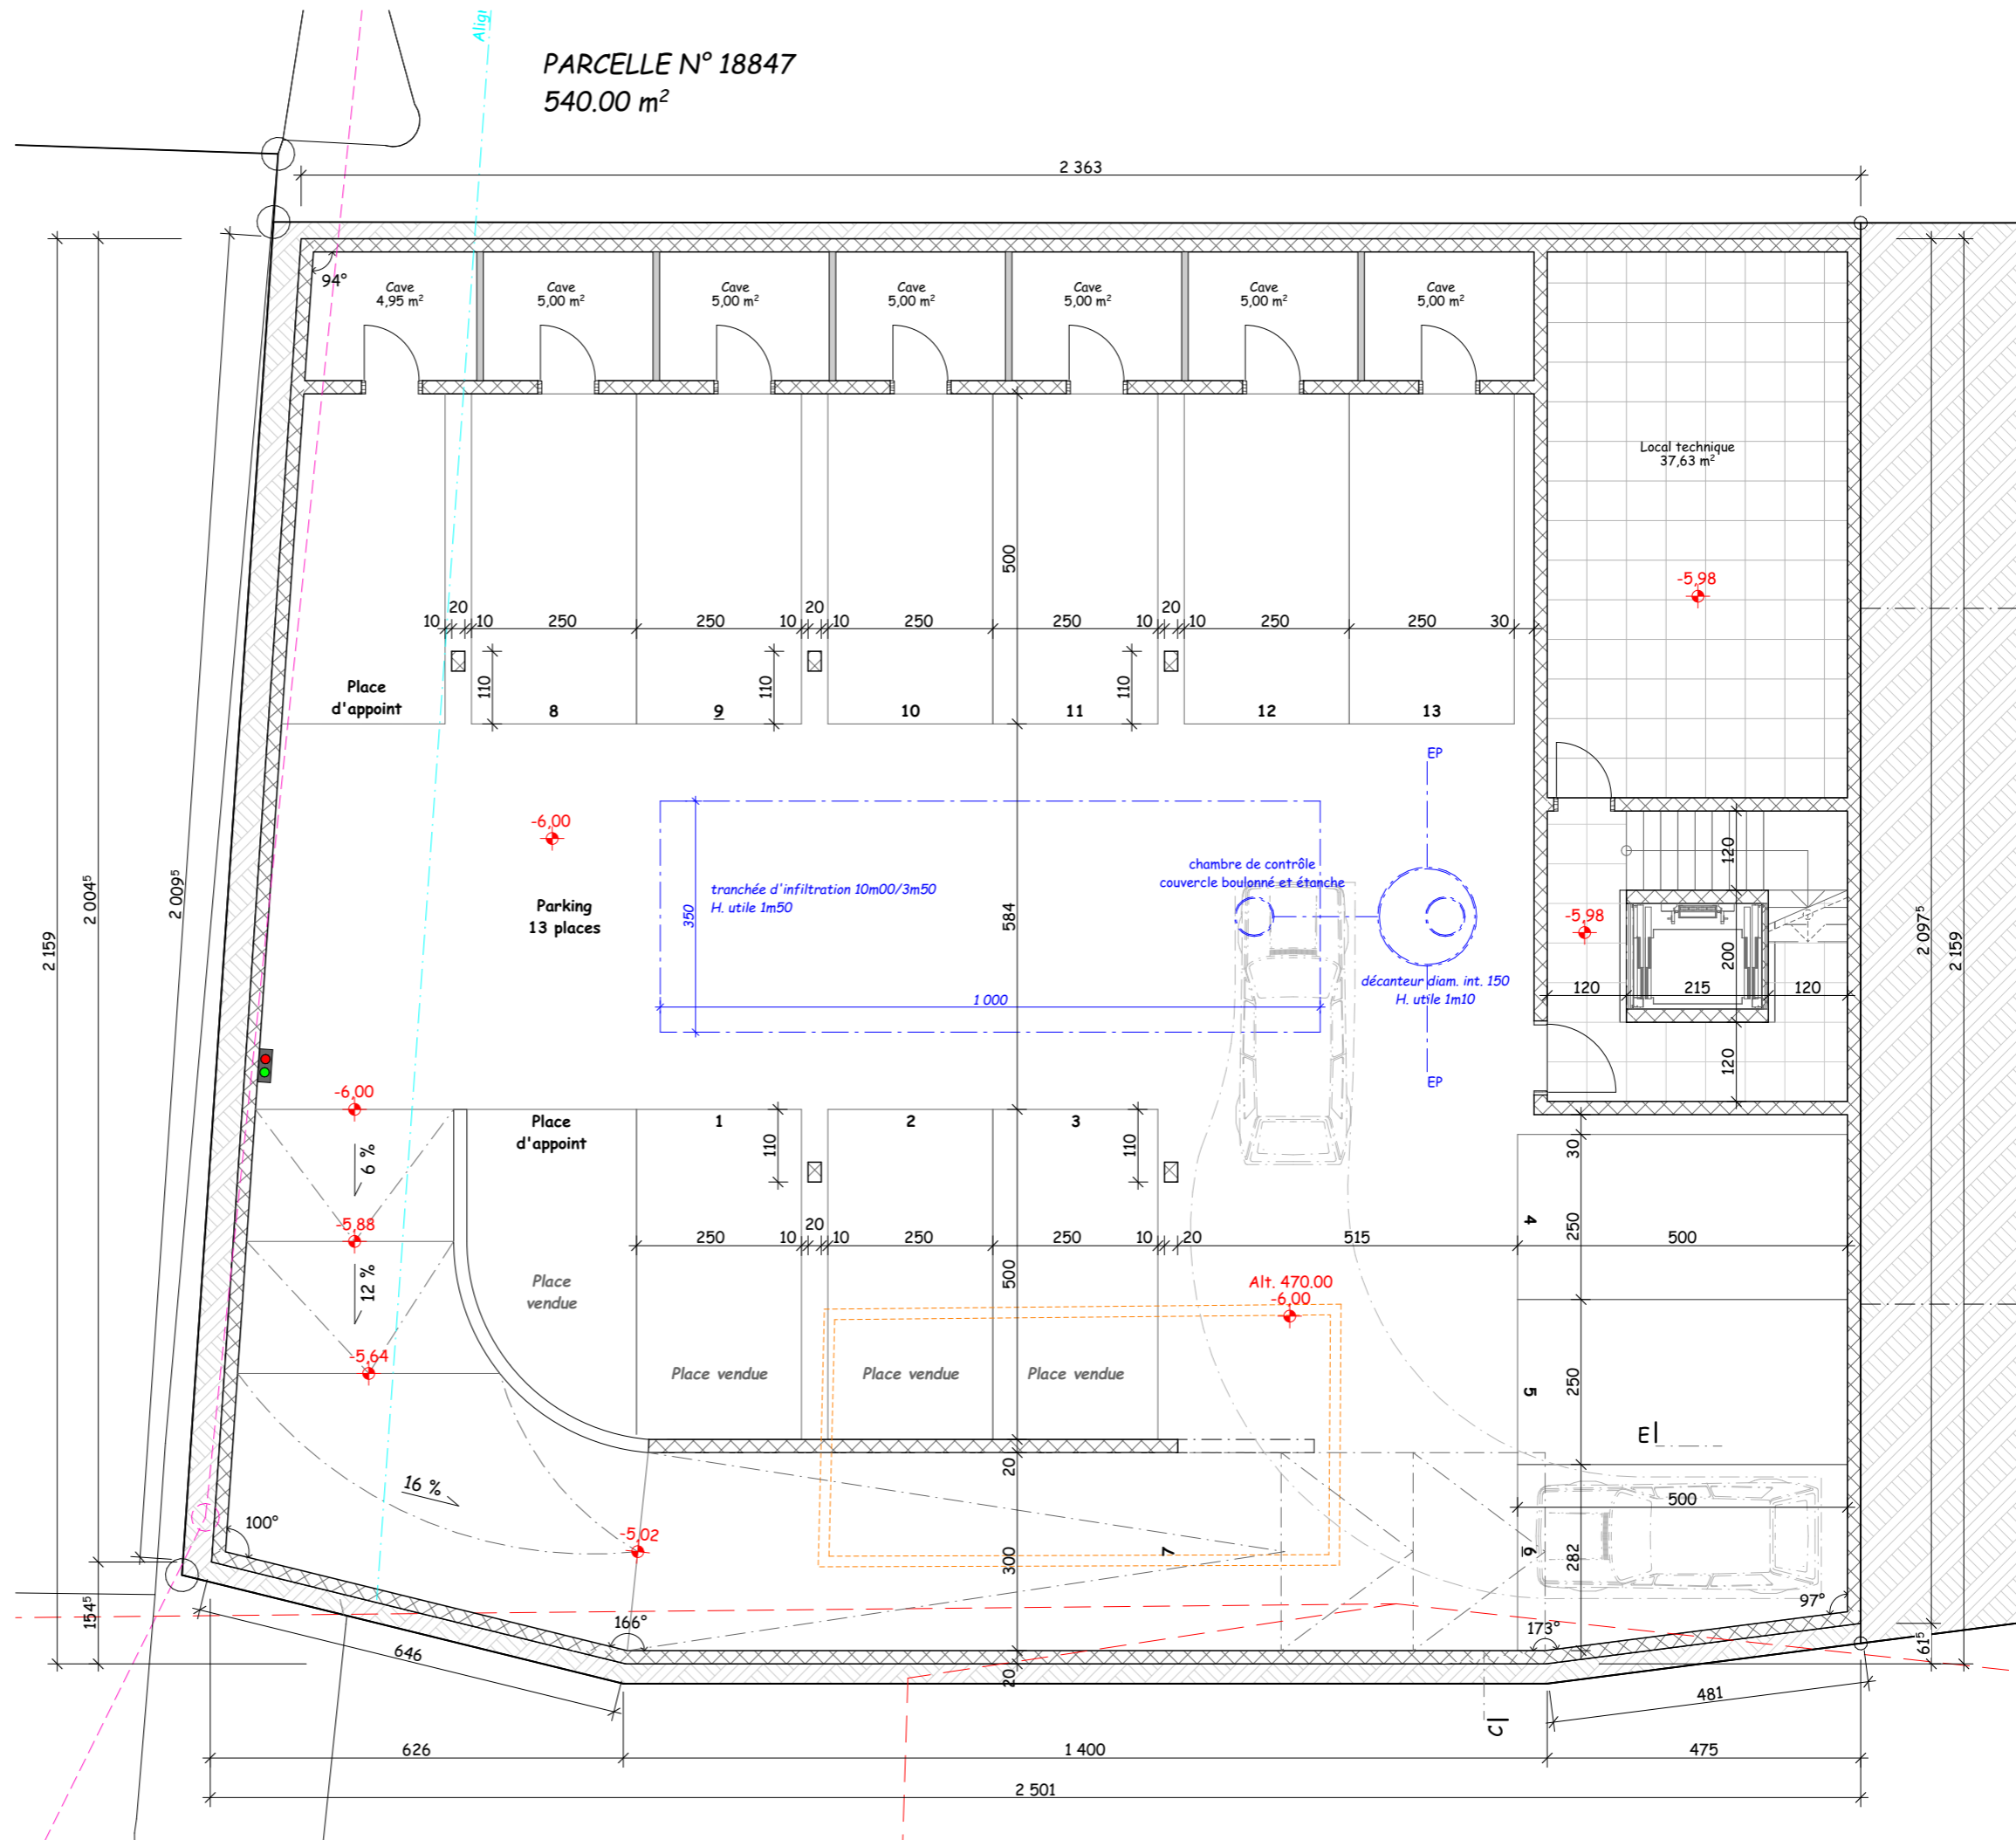 Alig
PARCELLE N° 18847
540.00 m²
2 363
94°
Cave
4,95 m²
Cave
5,00 m²
Cave
5,00 m²
Cave
5,00 m²
Cave
5,00 m²
Cave
5,00 m²
Cave
5,00 m²
Local technique
37,63 m²
-5,98
500
10 20 10 250 250 10 20 10 250 250 10 20 10 250 250 30
110
110
110
Place
d'appoint
8
9
10
11
12
13
EP
-6,00
Parking
13 places
350
tranchée d'infiltration 10m00/3m50
H. utile 1m50
1 000
584
chambre de contrôle
couvercle boulonné et étanche
décanteur diam. int. 150
H. utile 1m10
EP
-5,98
120
200
120 215 120
120
2 159
2 004⁵
2 009⁵
2 097⁵
2 159
-6,00
6 %
-5,88
12 %
-5,64
Place
d'appoint
Place
vendue
1
2
3
110
110
250 10 20 10 250 250 10 20 515 500
500
Place vendue
Place vendue
Place vendue
Alt. 470.00
-6,00
30
4
250
5
250
E
500
6
282
97°
16 %
-5,02
100°
166°
20
300
7
173°
20
154⁵
61⁵
646
481
C
626
1 400
475
2 501